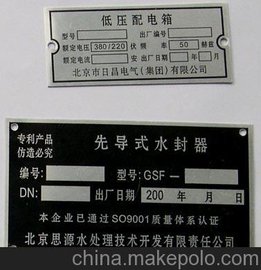 低压配电箱
型号 出厂编号
额定电压 380/220 伏 频率 50 赫兹
额定电流 安 出厂日期 年 月
北京市日昌电气(集团)有限公司
专利产品 先导式水封器
仿造必究
编号: 型号: GSF-
DN: 出厂日期 200 年 月 日
本企业已通过SO9001质量体系认证
北京思源水处理技术开发有限责任公司
china.makepolo.com